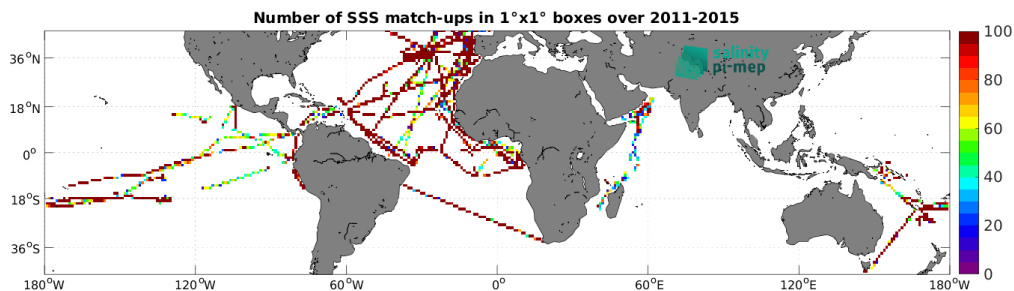 Number of SSS match-ups in 1°x1° boxes over 2011-2015
salinity
pi-mep
36°N
18°N
0°
18°S
36°S
180°W 120°W 60°W 0° 60°E 120°E 180°W
100
80
60
40
20
0